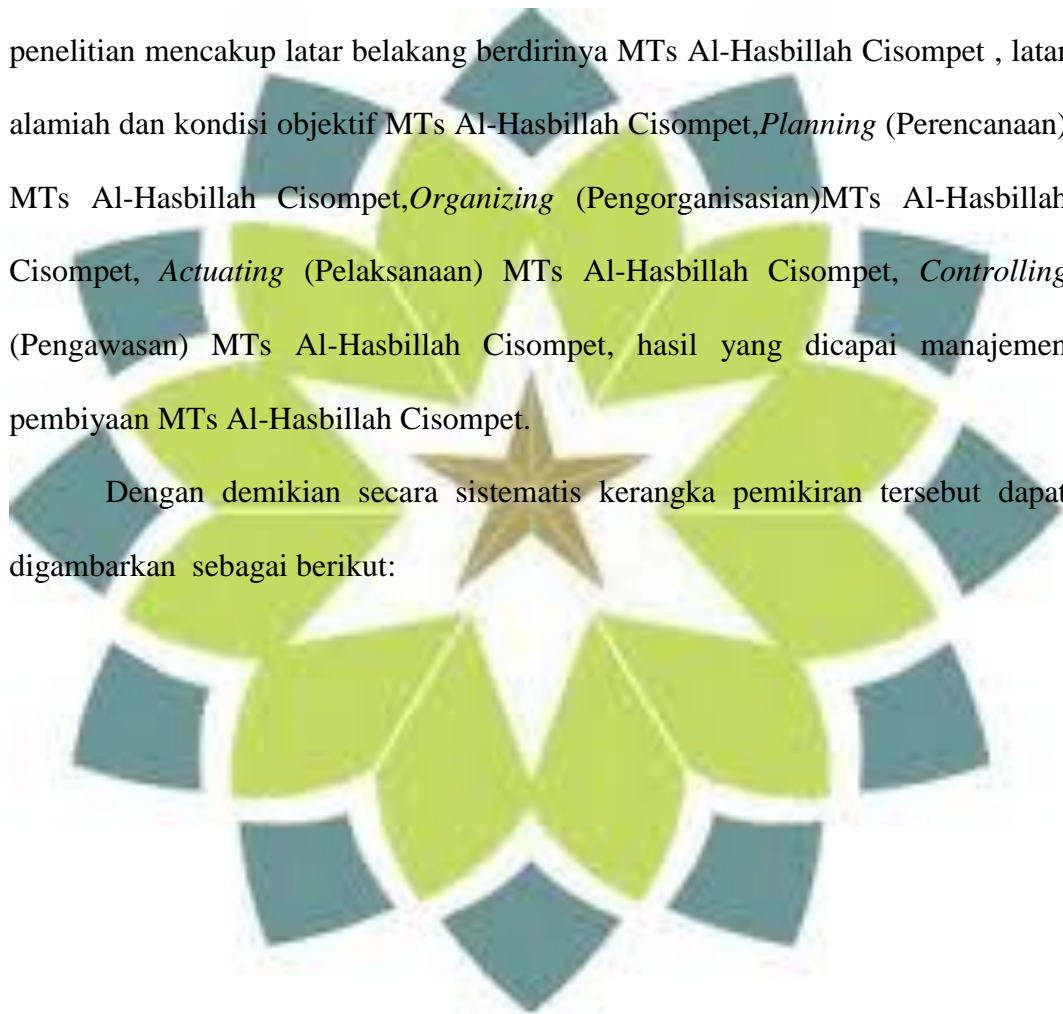 penelitian mencakup latar belakang berdirinya MTs Al-Hasbillah Cisompet , latar
alamiah dan kondisi objektif MTs Al-Hasbillah Cisompet,Planning (Perencanaan)
MTs Al-Hasbillah Cisompet,Organizing (Pengorganisasian)MTs Al-Hasbillah
Cisompet, Actuating (Pelaksanaan) MTs Al-Hasbillah Cisompet, Controlling
(Pengawasan) MTs Al-Hasbillah Cisompet, hasil yang dicapai manajemen
pembiyaan MTs Al-Hasbillah Cisompet.
Dengan demikian secara sistematis kerangka pemikiran tersebut dapat
digambarkan sebagai berikut: